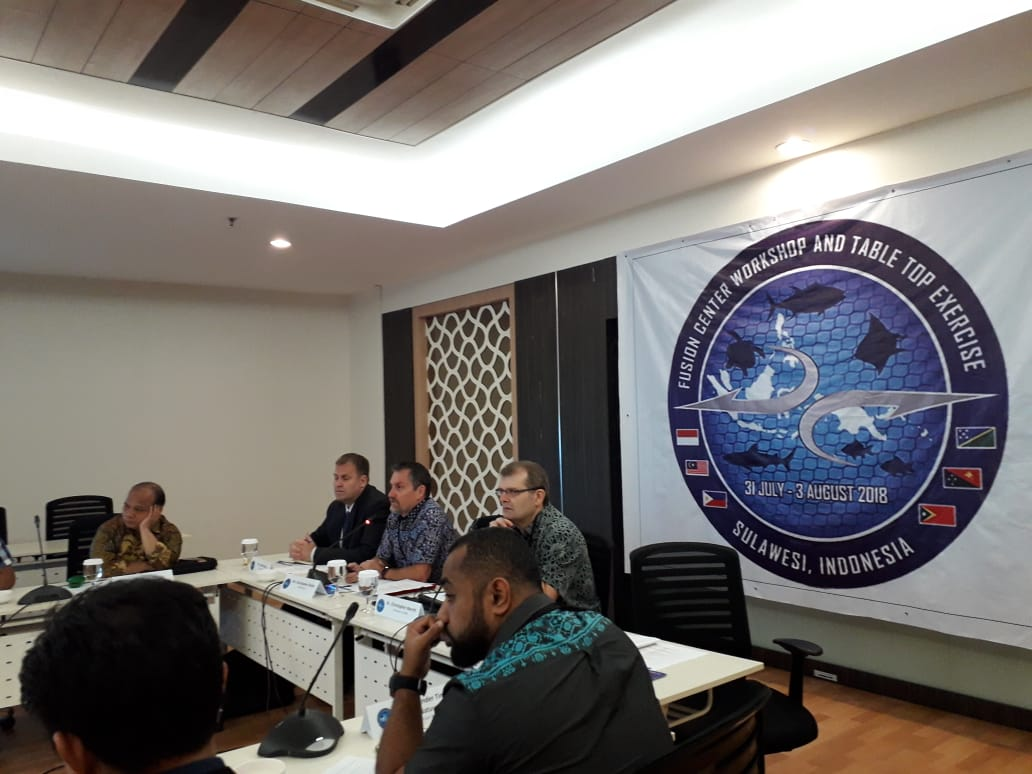 FUSION CENTER WORKSHOP AND TABLE TOP EXERCISE
31 JULY - 3 AUGUST 2018
SULAWESI, INDONESIA